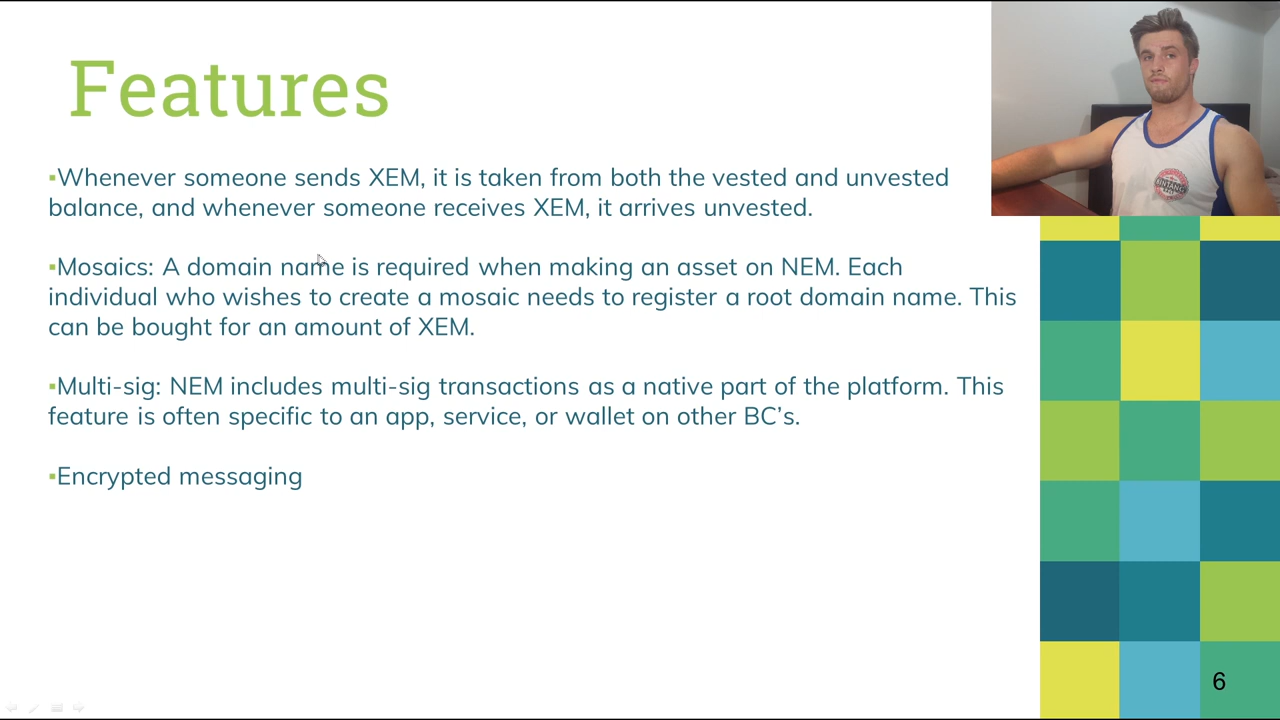 Features
▪Whenever someone sends XEM, it is taken from both the vested and unvested
balance, and whenever someone receives XEM, it arrives unvested.
▪Mosaics: A domain name is required when making an asset on NEM. Each
individual who wishes to create a mosaic needs to register a root domain name. This
can be bought for an amount of XEM.
▪Multi-sig: NEM includes multi-sig transactions as a native part of the platform. This
feature is often specific to an app, service, or wallet on other BC’s.
▪Encrypted messaging
BINTANG
6